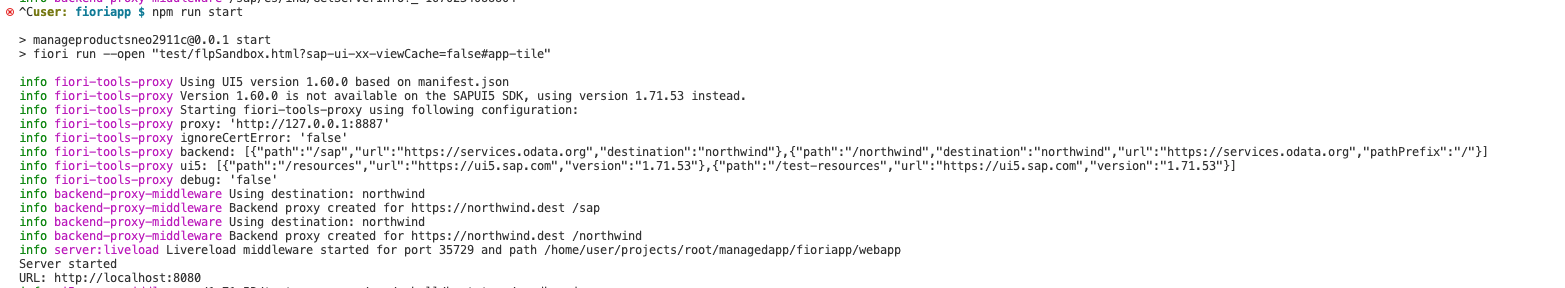 ^Cuser: fioriapp $ npm run start
> manageproductsneo2911c@0.0.1 start
> fiori run --open "test/flpSandbox.html?sap-ui-xx-viewCache=false#app-tile"
info fiori-tools-proxy Using UI5 version 1.60.0 based on manifest.json
info fiori-tools-proxy Version 1.60.0 is not available on the SAPUI5 SDK, using version 1.71.53 instead.
info fiori-tools-proxy Starting fiori-tools-proxy using following configuration:
info fiori-tools-proxy proxy: 'http://127.0.0.1:8887'
info fiori-tools-proxy ignoreCertError: 'false'
info fiori-tools-proxy backend: [{"path":"/sap","url":"https://services.odata.org","destination":"northwind"},{"path":"/northwind","destination":"northwind","url":"https://services.odata.org","pathPrefix":"/"}]
info fiori-tools-proxy ui5: [{"path":"/resources","url":"https://ui5.sap.com","version":"1.71.53"},{"path":"/test-resources","url":"https://ui5.sap.com","version":"1.71.53"}]
info fiori-tools-proxy debug: 'false'
info backend-proxy-middleware Using destination: northwind
info backend-proxy-middleware Backend proxy created for https://northwind.dest /sap
info backend-proxy-middleware Using destination: northwind
info backend-proxy-middleware Backend proxy created for https://northwind.dest /northwind
info server:liveload Livereload middleware started for port 35729 and path /home/user/projects/root/managedapp/fioriapp/webapp
Server started
URL: http://localhost:8080